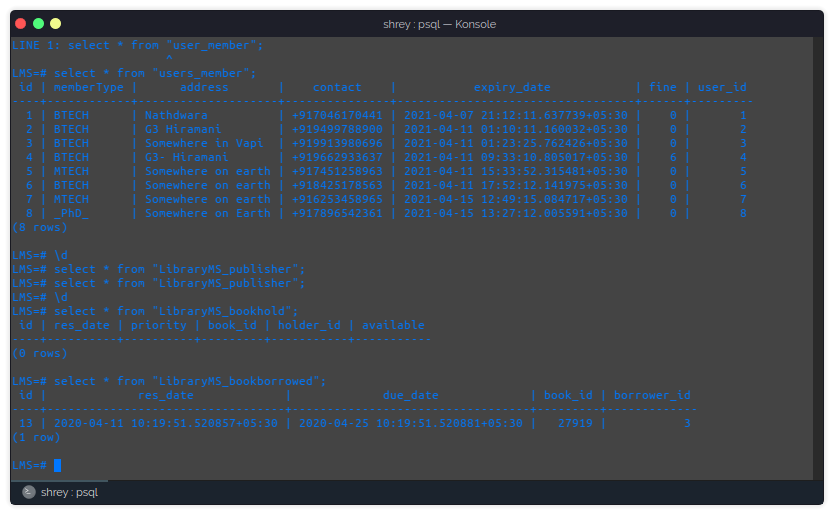 shrey : psql — Konsole
LINE 1: select * from "user_member";
                      ^
LMS=# select * from "users_member";
 id | memberType |      address       |    contact    |           expiry_date            | fine | user_id
----+------------+--------------------+---------------+----------------------------------+------+---------
  1 | BTECH      | Nathdwara          | +917046170441 | 2021-04-07 21:12:11.637739+05:30 |    0 |       1
  2 | BTECH      | G3 Hiramani        | +919499788900 | 2021-04-11 01:10:11.160032+05:30 |    0 |       2
  3 | BTECH      | Somewhere in Vapi  | +919913980696 | 2021-04-11 01:23:25.762426+05:30 |    0 |       3
  4 | BTECH      | G3- Hiramani       | +919662933637 | 2021-04-11 09:33:10.805017+05:30 |    6 |       4
  5 | MTECH      | Somewhere on earth | +917451258963 | 2021-04-11 15:33:52.315481+05:30 |    0 |       5
  6 | BTECH      | Somewhere on earth | +918425178563 | 2021-04-11 17:52:12.141975+05:30 |    0 |       6
  7 | MTECH      | Somewhere on earth | +916253458965 | 2021-04-15 12:49:15.084717+05:30 |    0 |       7
  8 | _PhD_      | Somewhere on Earth | +917896542361 | 2021-04-15 13:27:12.005591+05:30 |    0 |       8
(8 rows)
LMS=# \d
LMS=# select * from "LibraryMS_publisher";
LMS=# select * from "LibraryMS_publisher";
LMS=# \d
LMS=# select * from "LibraryMS_bookhold";
 id | res_date | priority | book_id | holder_id | available
----+----------+----------+---------+-----------+-----------
(0 rows)
LMS=# select * from "LibraryMS_bookborrowed";
 id |             res_date             |             due_date             | book_id | borrower_id
----+----------------------------------+----------------------------------+---------+-------------
 13 | 2020-04-11 10:19:51.520857+05:30 | 2020-04-25 10:19:51.520881+05:30 |   27919 |           3
(1 row)
LMS=#
shrey : psql